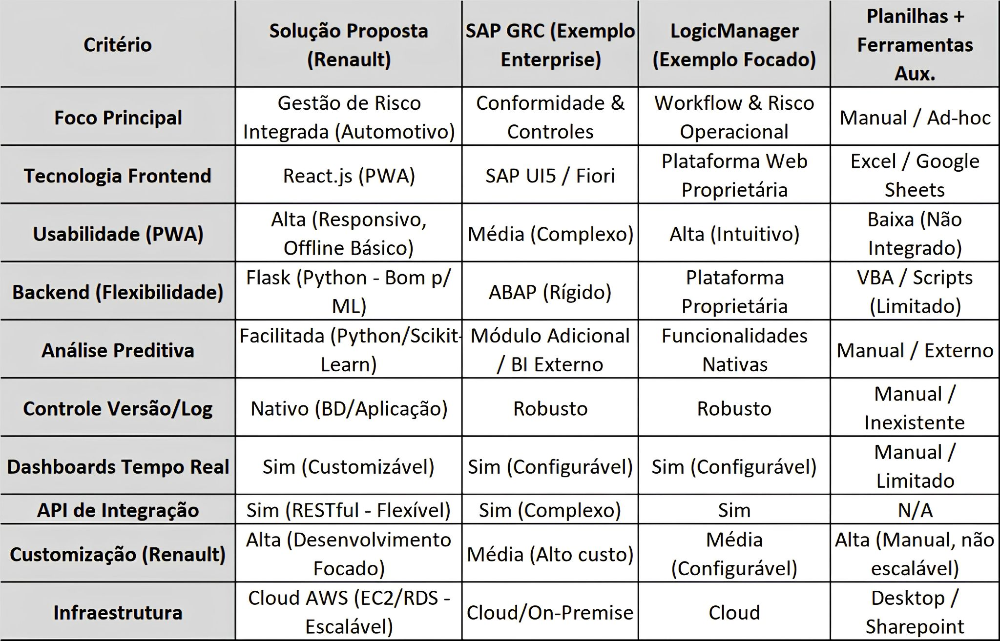 Critério
Solução Proposta
(Renault)
SAP GRC (Exemplo
Enterprise)
LogicManager
(Exemplo Focado)
Planilhas +
Ferramentas
Aux.
Foco Principal
Gestão de Risco
Integrada (Automotivo)
Conformidade &
Controles
Workflow & Risco
Operacional
Manual / Ad-hoc
Tecnologia Frontend
React.js (PWA)
SAP UI5 / Fiori
Plataforma Web
Proprietária
Excel / Google
Sheets
Usabilidade (PWA)
Alta (Responsivo,
Offline Básico)
Média (Complexo)
Alta (Intuitivo)
Baixa (Não
Integrado)
Backend (Flexibilidade)
Flask (Python - Bom p/
ML)
ABAP (Rígido)
Plataforma
Proprietária
VBA / Scripts
(Limitado)
Análise Preditiva
Facilitada (Python/Scikit-
Learn)
Módulo Adicional
/ BI Externo
Funcionalidades
Nativas
Manual / Externo
Controle Versão/Log
Nativo (BD/Aplicação)
Robusto
Robusto
Manual /
Inexistente
Dashboards Tempo Real
Sim (Customizável)
Sim (Configurável)
Sim (Configurável)
Manual /
Limitado
API de Integração
Sim (RESTful - Flexível)
Sim (Complexo)
Sim
N/A
Customização (Renault)
Alta (Desenvolvimento
Focado)
Média (Alto custo)
Média
(Configurável)
Alta (Manual, não
escalável)
Infraestrutura
Cloud AWS (EC2/RDS -
Escalável)
Cloud/On-Premise
Cloud
Desktop /
Sharepoint